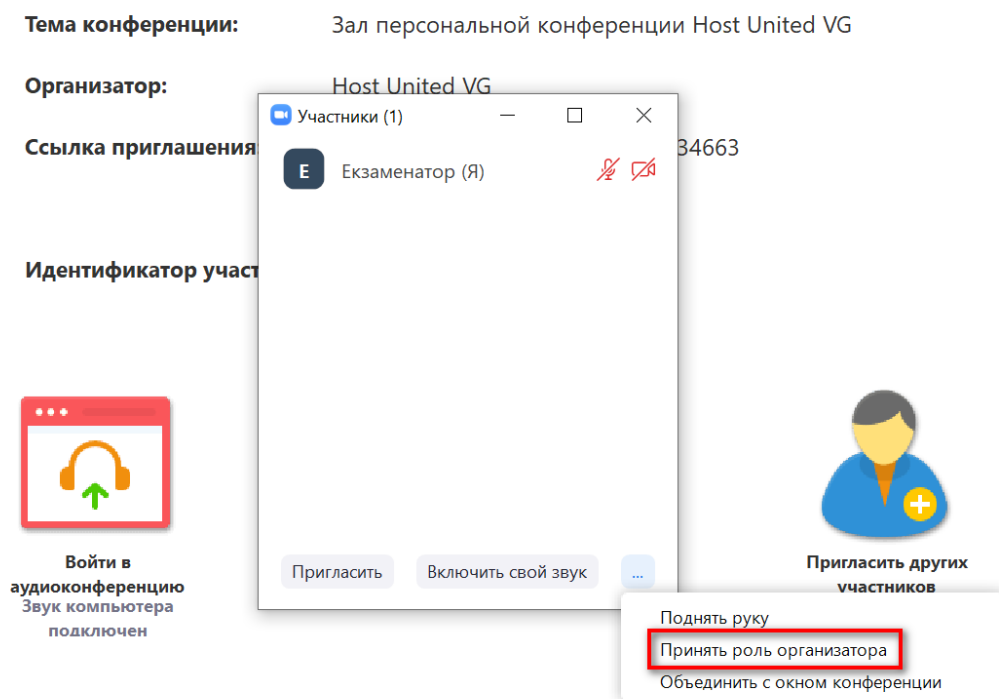 Тема конференции: Зал персональной конференции Host United VG
Организатор: Host United VG
Участники (1)
Ссылка приглашения: 34663
Е Екзаменатор (Я)
Идентификатор участ
Пригласить Включить свой звук ...
Войти в
аудиоконференцию
Звук компьютера
подключен
Пригласить других
участников
Поднять руку
Принять роль организатора
Объединить с окном конференции